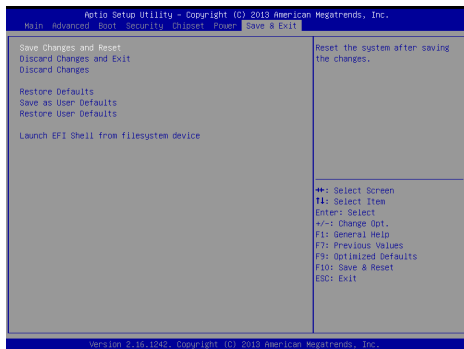 Aptio Setup Utility – Copyright (C) 2013 American Megatrends, Inc.
Main Advanced Boot Security Chipset Power Save & Exit
Save Changes and Reset
Discard Changes and Exit
Discard Changes
Restore Defaults
Save as User Defaults
Restore User Defaults
Launch EFI Shell from filesystem device
Reset the system after saving
the changes.
→←: Select Screen
↑↓: Select Item
Enter: Select
+/-: Change Opt.
F1: General Help
F7: Previous Values
F9: Optimized Defaults
F10: Save & Reset
ESC: Exit
Version 2.16.1242. Copyright (C) 2013 American Megatrends, Inc.